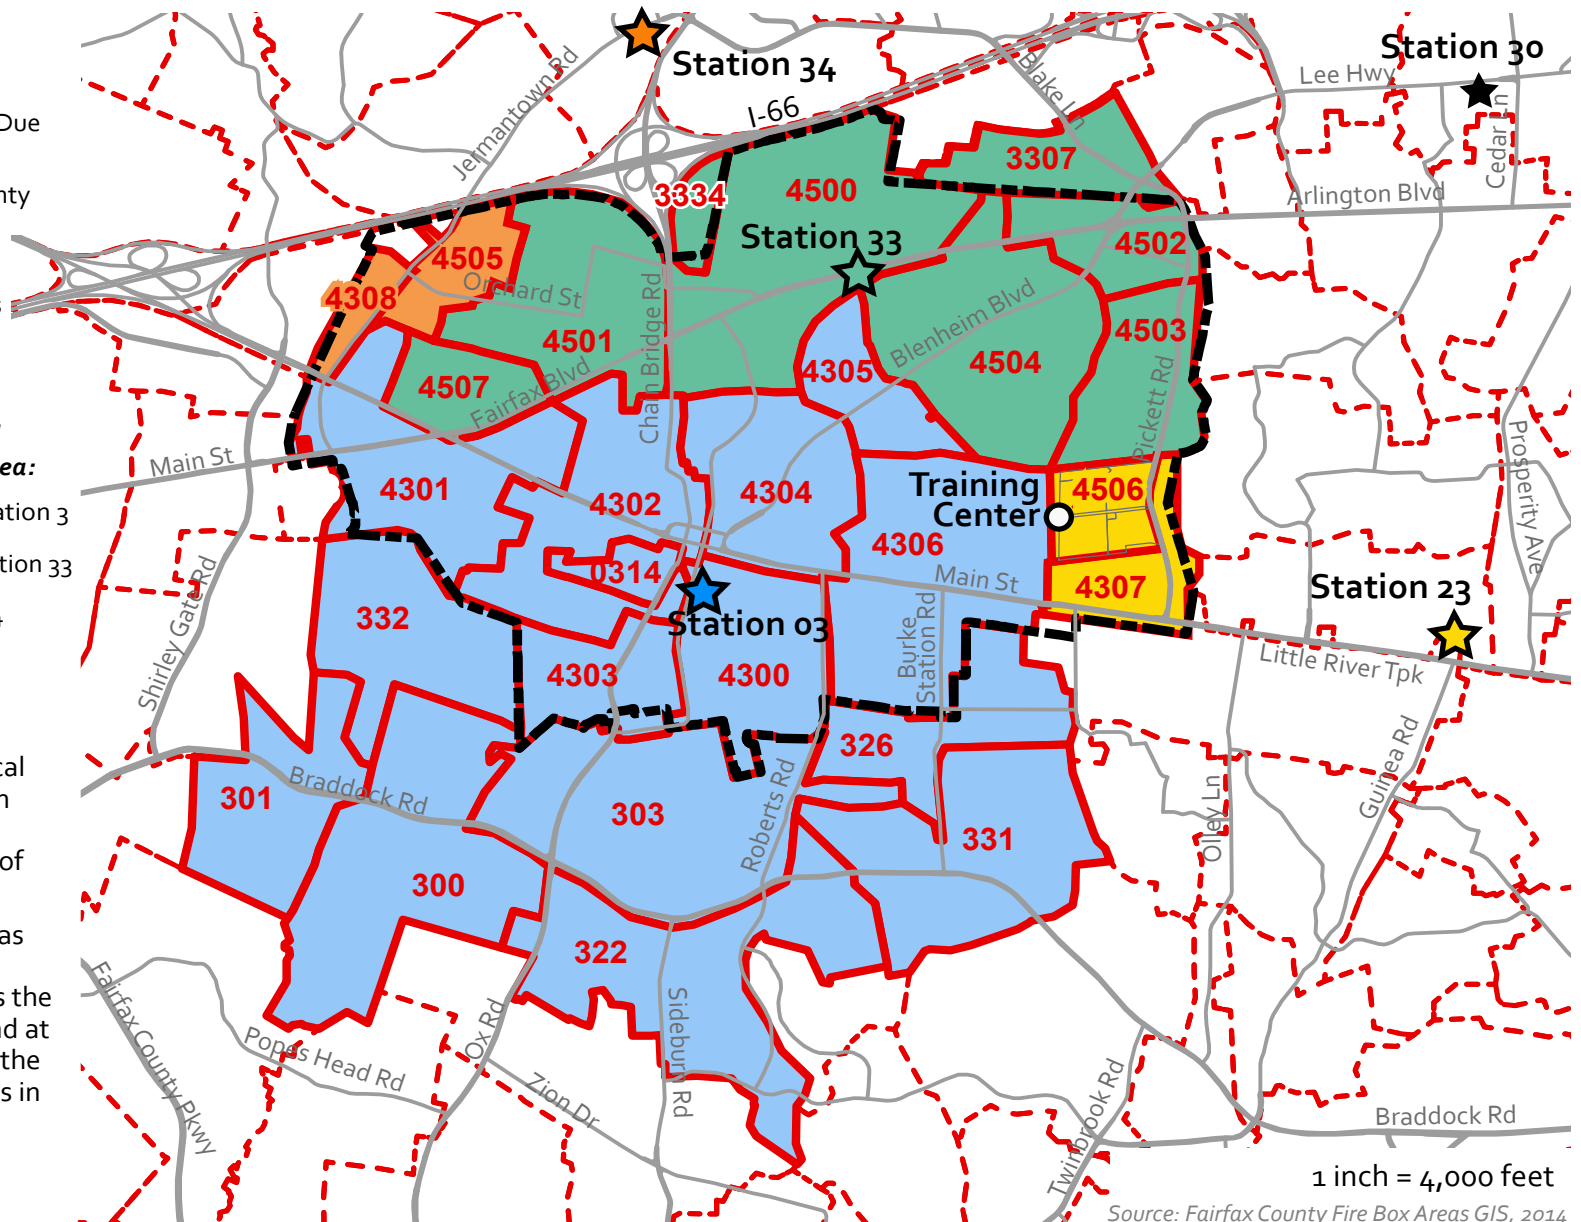 Due
nty
s
ea:
ation 3
tion 33
cal
n
of
as
s the
nd at
the
s in
Station 34
Station 30
Lee Hwy
Cedar Ln
Blake Ln
I-66
Jermantown Rd
3307
3334
4500
Arlington Blvd
Station 33
4502
4505
4308
Orchard St
Chain Bridge Rd
4501
4503
Blenheim Blvd
4305
4504
4507
Fairfax Blvd
Pickett Rd
Main St
4301
4302
4304
Training
Center
4506
Prosperity Ave
4306
0314
Main St
4307
Station 23
Shirley Gate Rd
332
Station 03
Burke
Station Rd
Little River Tpk
4303
4300
326
Guinea Rd
Braddock Rd
301
303
Roberts Rd
331
Olley Ln
300
322
Fairfax County Pkwy
Popes Head Rd
Ox Rd
Sideburn Rd
Zion Dr
Twinbrook Rd
Braddock Rd
1 inch = 4,000 feet
Source: Fairfax County Fire Box Areas GIS, 2014